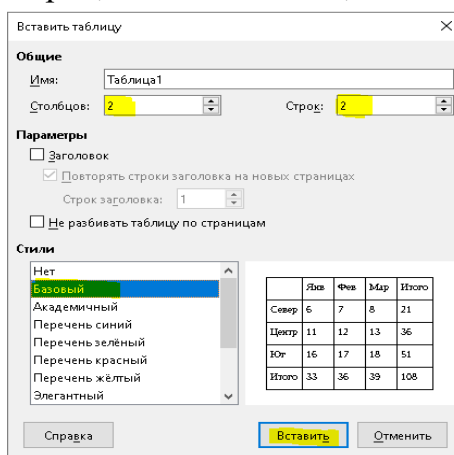 Вставить таблицу
Общие
Имя: Таблица1
Столбцов: 2 Строк: 2
Параметры
Заголовок
Повторять строки заголовка на новых страницах
Строк заголовка: 1
Не разбивать таблицу по страницам
Стили
Нет
Базовый
Академичный
Перечень синий
Перечень зелёный
Перечень красный
Перечень жёлтый
Элегантный
Янв Фев Мар Итого
Север 6 7 8 21
Центр 11 12 13 36
Юг 16 17 18 51
Итого 33 36 39 108
Справка Вставить Отменить